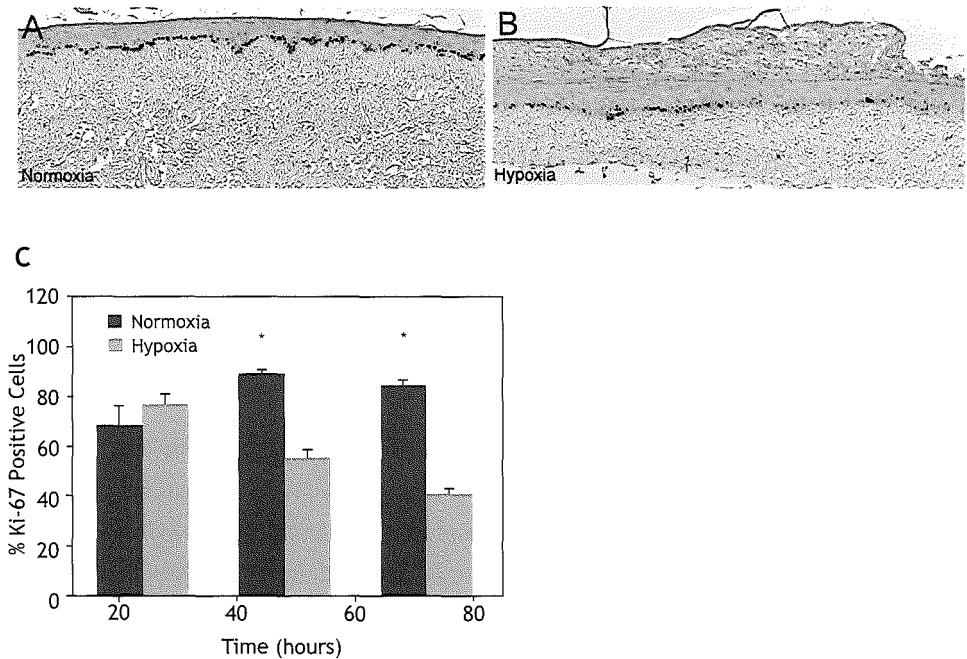 A
B
Normoxia
Hypoxia
C
120
100
80
60
40
20
0
Normoxia
Hypoxia
*
*
% Ki-67 Positive Cells
20
40
60
80
Time (hours)